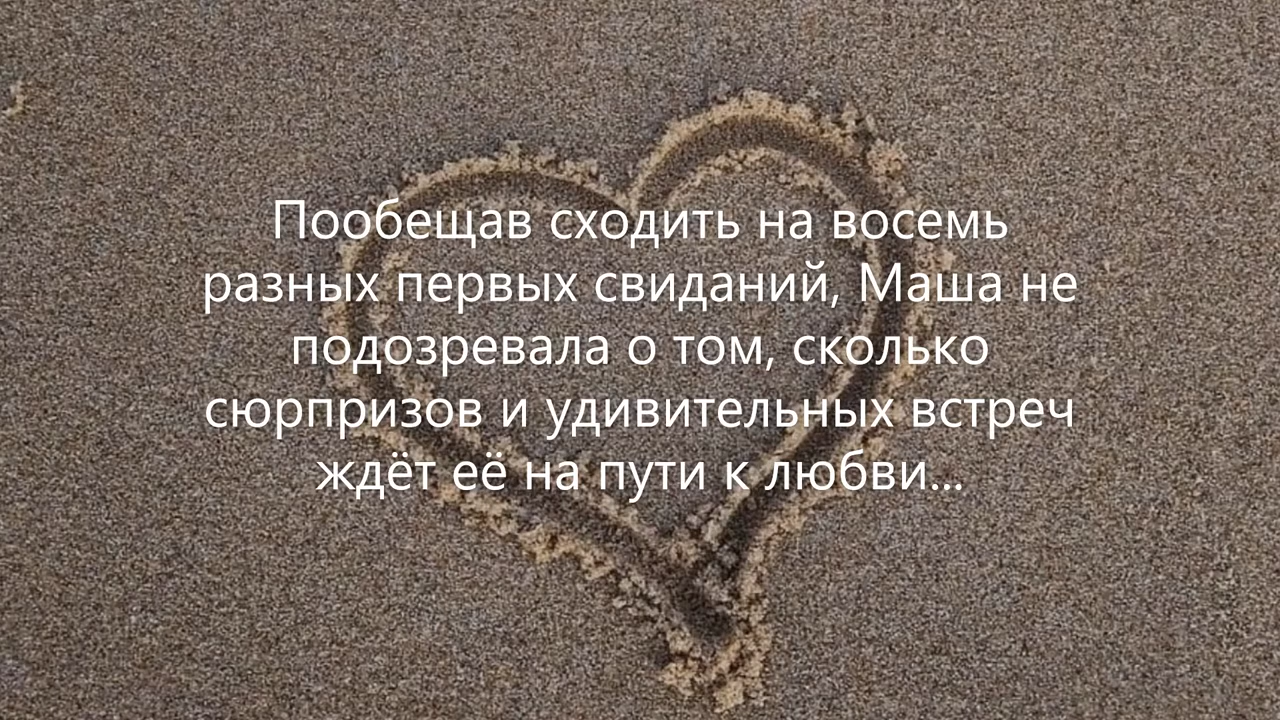 Пообещав сходить на восемь
разных первых свиданий, Маша не
подозревала о том, сколько
сюрпризов и удивительных встреч
ждёт её на пути к любви...